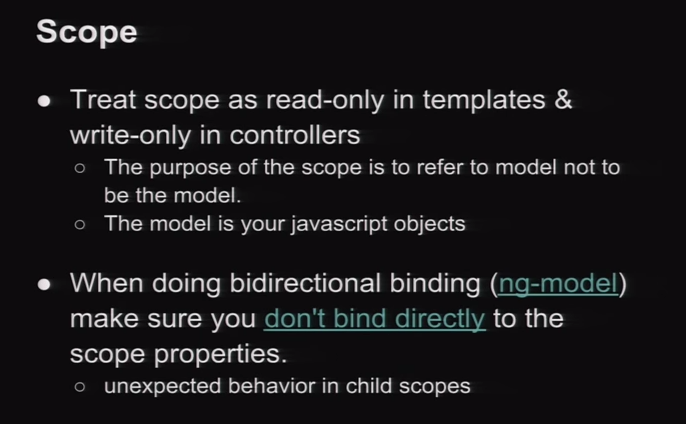 Scope
● Treat scope as read-only in templates &
write-only in controllers
○ The purpose of the scope is to refer to model not to
be the model.
○ The model is your javascript objects
● When doing bidirectional binding (ng-model)
make sure you don't bind directly to the
scope properties.
○ unexpected behavior in child scopes